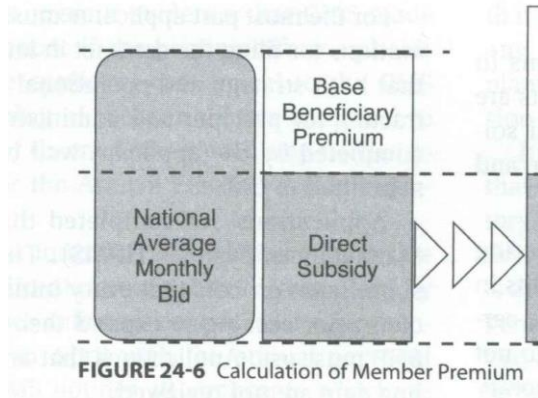 Base
Beneficiary
Premium
National
Average
Monthly
Bid
Direct
Subsidy
FIGURE 24-6 Calculation of Member Premium